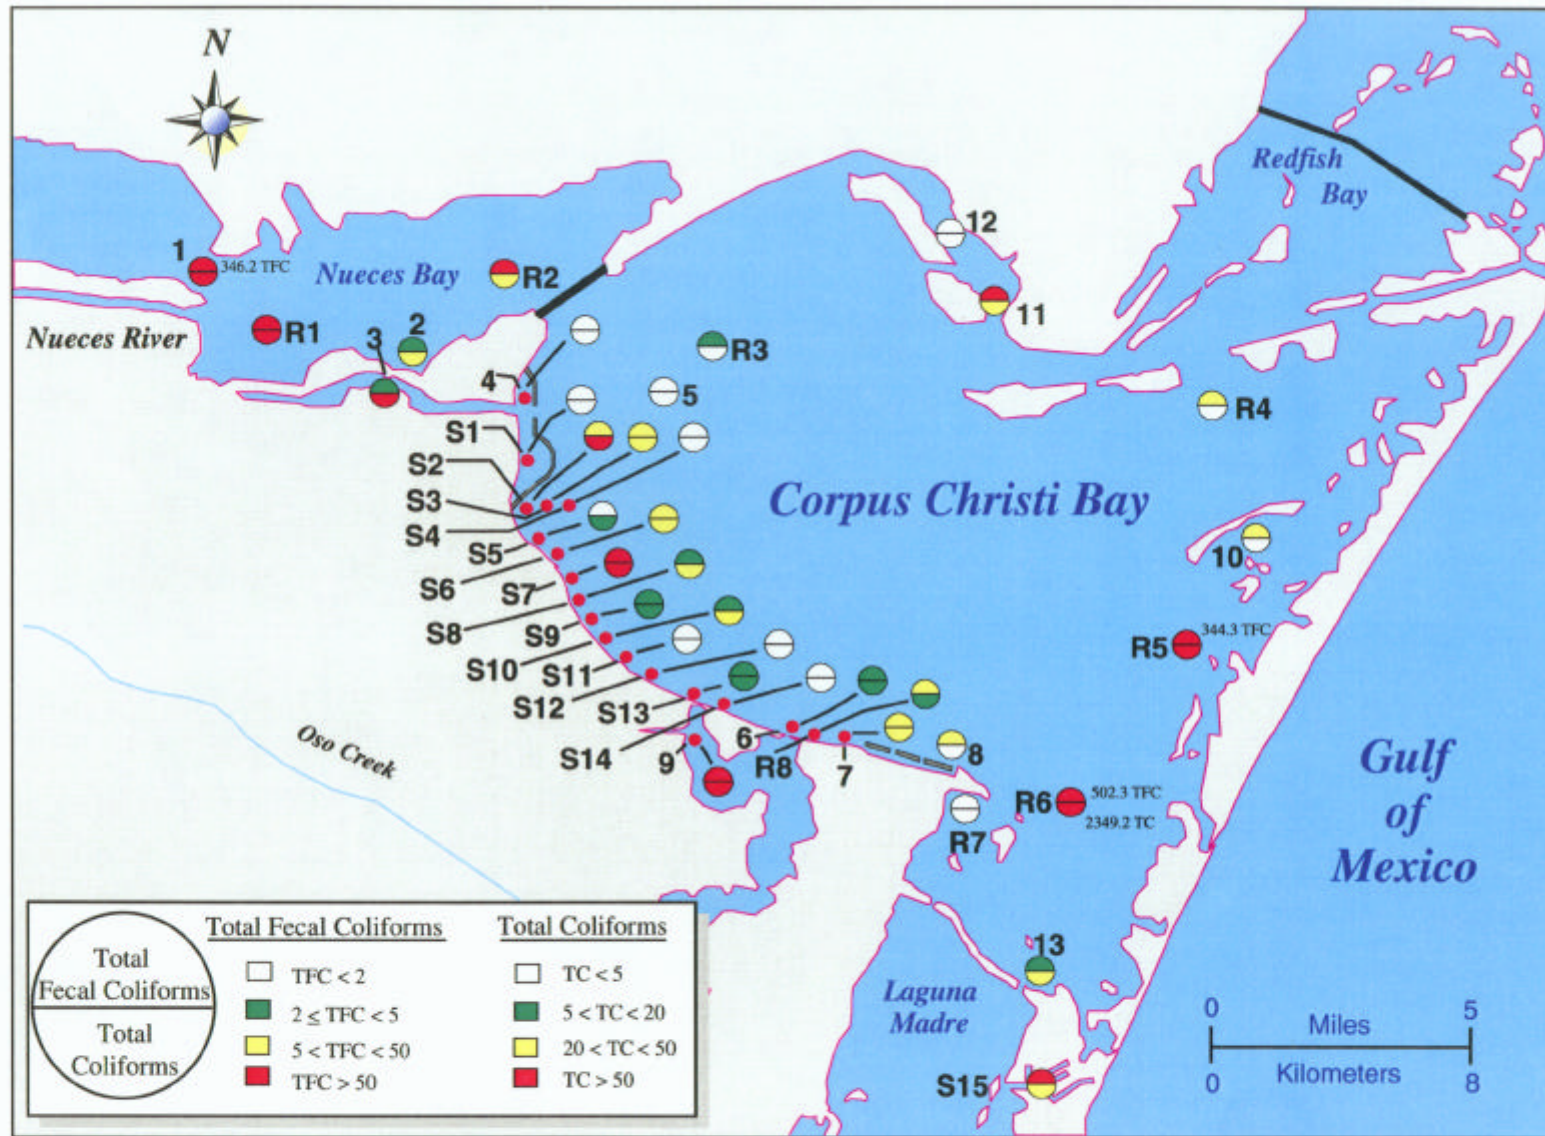 N
Redfish
Bay
12
1
346.2 TFC
Nueces Bay
R2
11
Nueces River
R1
2
3
R3
4
5
R4
S1
S2
Corpus Christi Bay
S3
S4
S5
10
S6
S7
S8
S9
R5
344.3 TFC
S10
S11
S12
S13
Oso Creek
S14
9
6
R8
7
8
Gulf
of
Mexico
R6
502.3 TFC
2349.2 TC
R7
13
Laguna
Madre
S15
Total
Fecal Coliforms
Total
Coliforms
Total Fecal Coliforms
TFC < 2
2 ≤ TFC < 5
5 < TFC < 50
TFC > 50
Total Coliforms
TC < 5
5 < TC < 20
20 < TC < 50
TC > 50
0 5
Miles
Kilometers
0 8